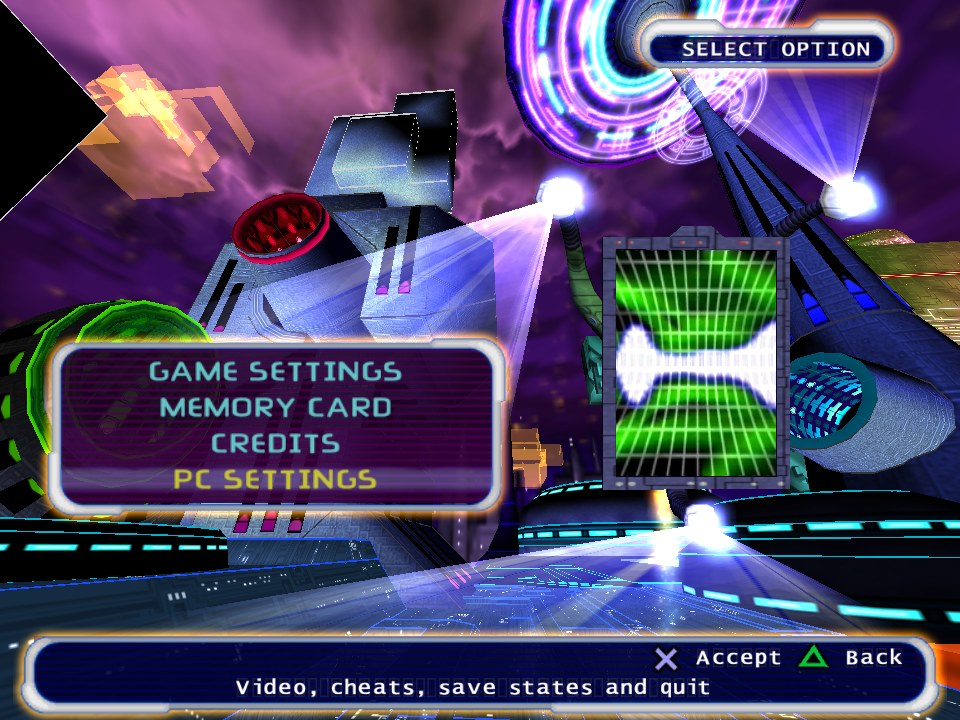 SELECT OPTION
GAME SETTINGS
MEMORY CARD
CREDITS
PC SETTINGS
Accept Back
Video, cheats, save states and quit